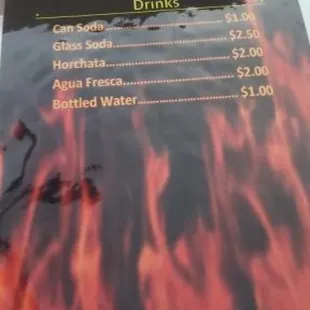 Drinks
Can Soda........................................$1.00
Glass Soda......................................$2.50
Horchata.........................................$2.00
Agua Fresca.....................................$2.00
Bottled Water..................................$1.00